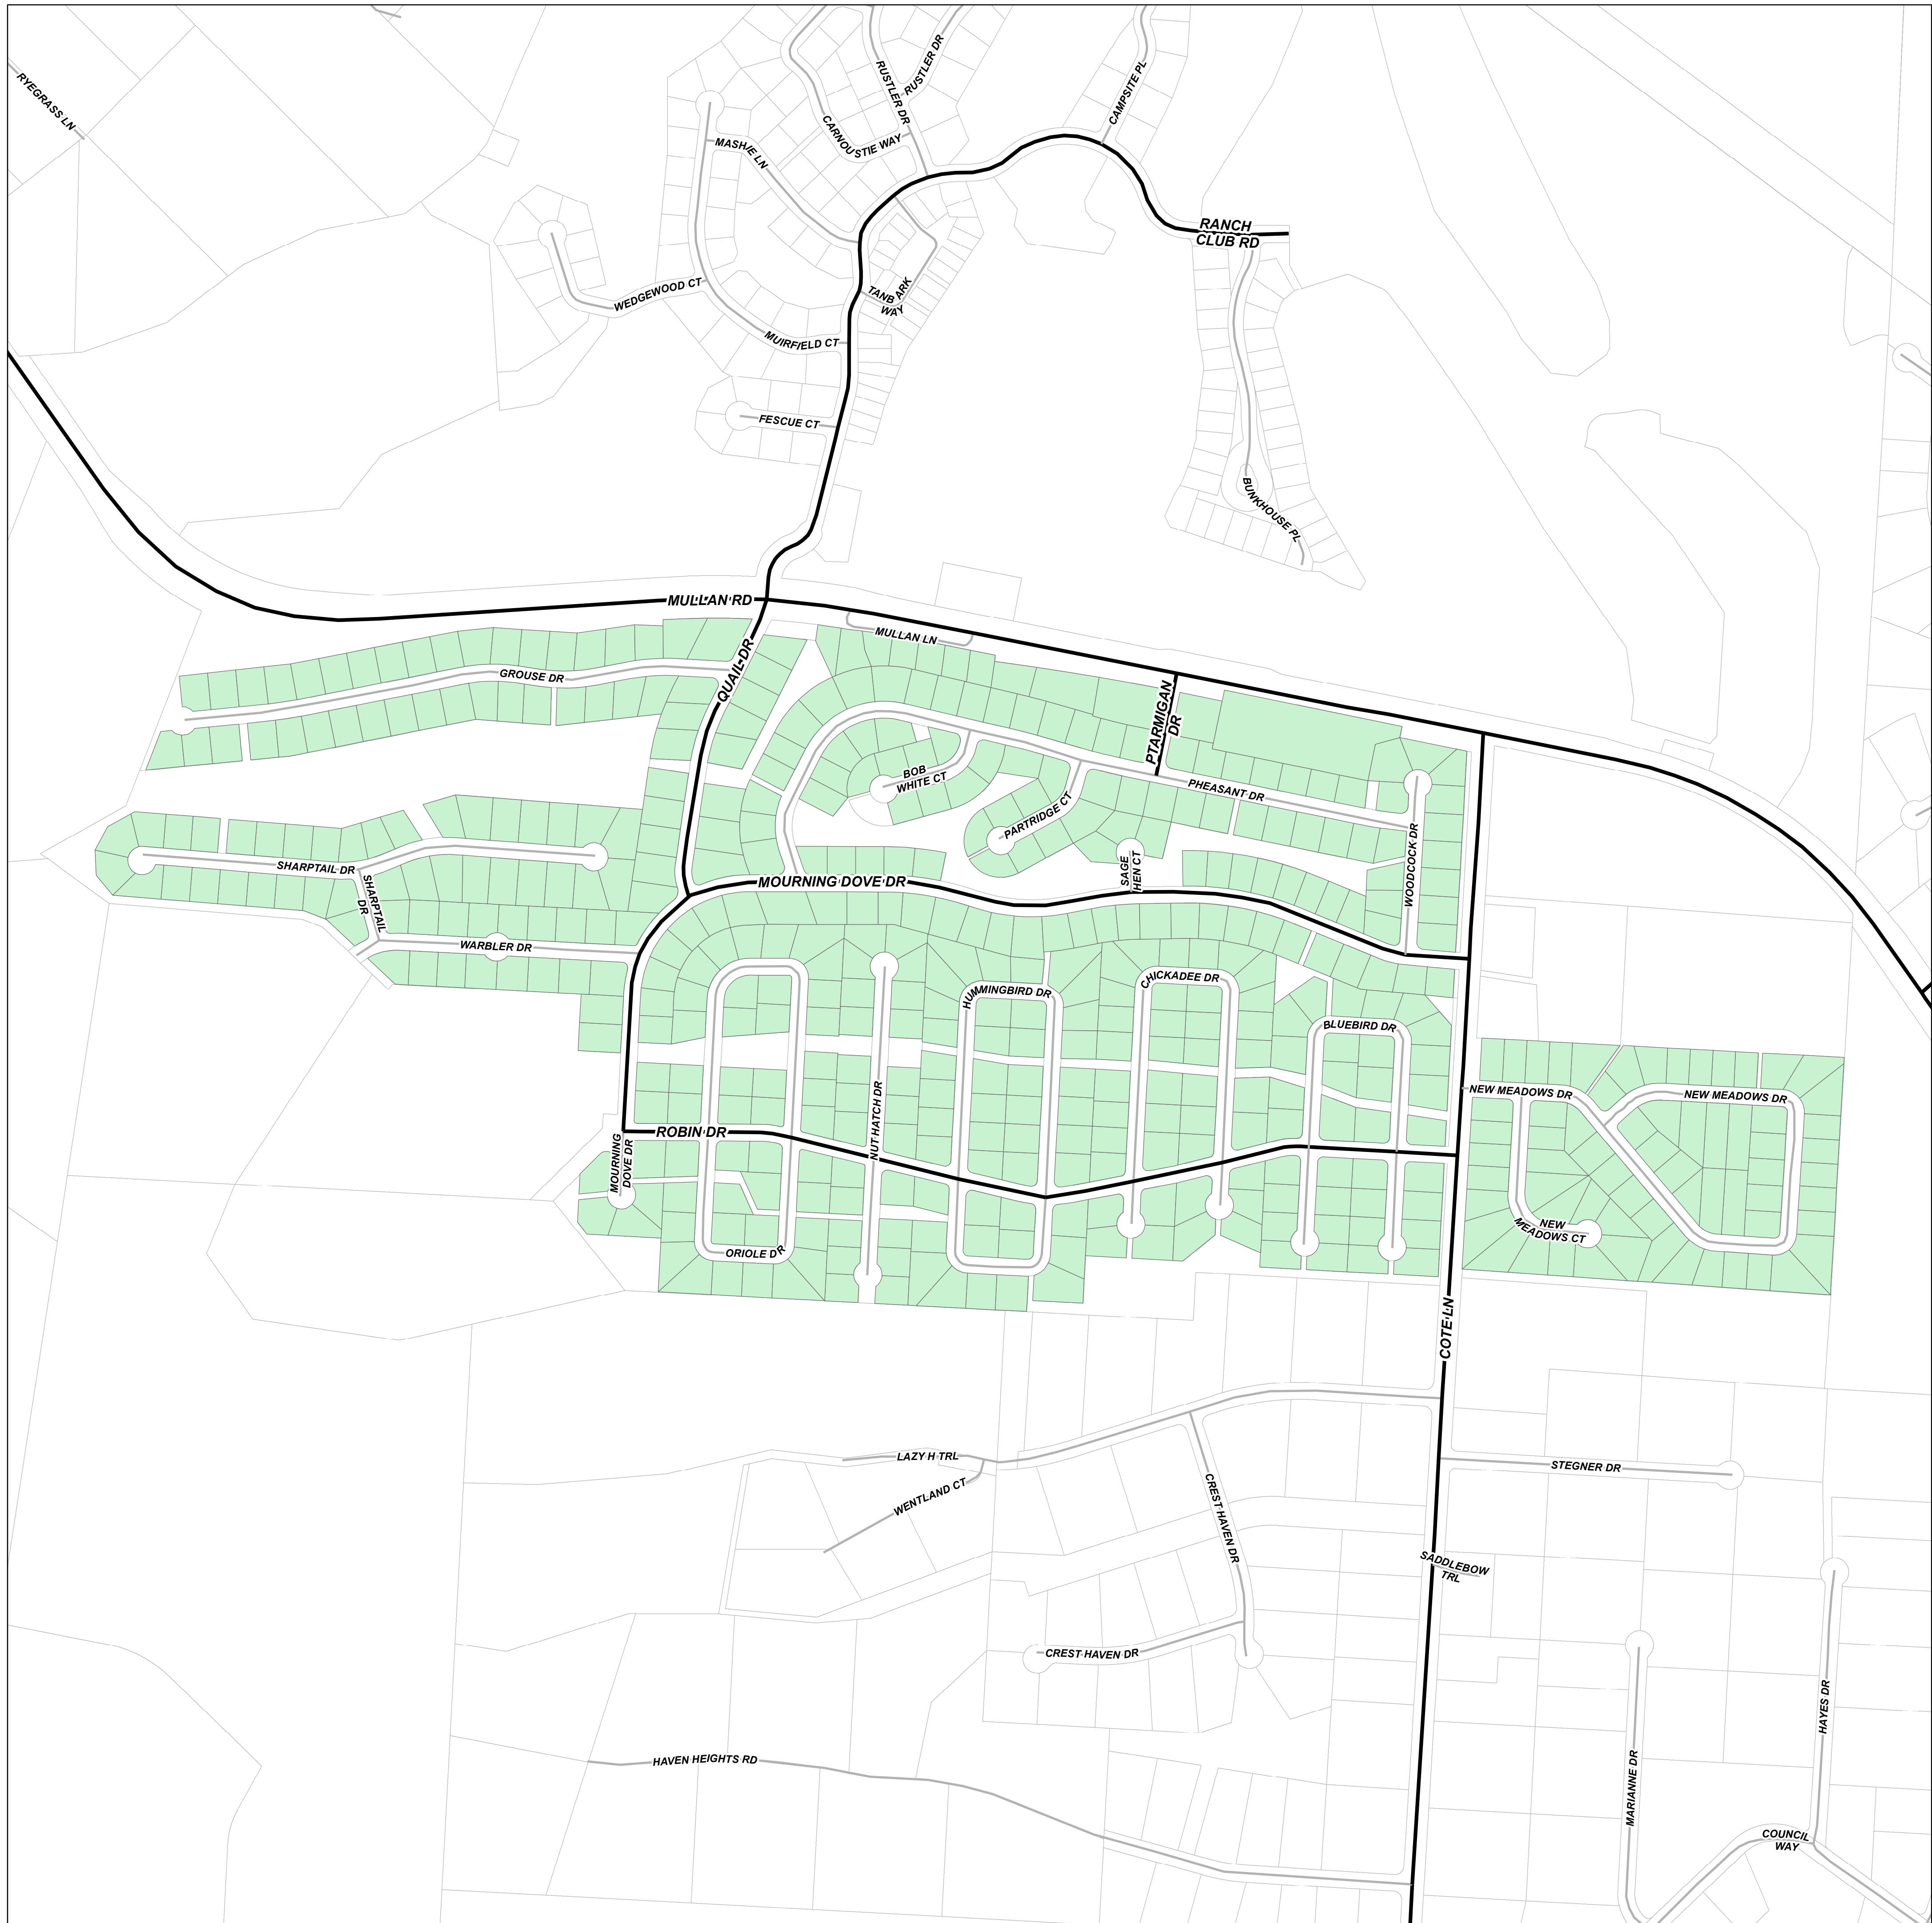 RYEGRASS LN
RUSTLER DR
RUSTLER DR
CAMPSITE PL
CARNOUSTIE WAY
MASHIE LN
RANCH
CLUB RD
WEDGEWOOD CT
TANBARK
WAY
MUIRFIELD CT
FESCUE CT
BUNKHOUSE PL
MULLAN RD
MULLAN LN
QUAIL DR
GROUSE DR
PTARMIGAN
DR
BOB
WHITE CT
PHEASANT DR
PARTRIDGE CT
WOODCOCK DR
SHARPTAIL DR
SHARPTAIL
DR
SAGE
HEN CT
MOURNING DOVE DR
WARBLER DR
HUMMINGBIRD DR
CHICKADEE DR
BLUEBIRD DR
NEW MEADOWS DR
NEW MEADOWS DR
NUT HATCH DR
ROBIN DR
MOURNING
DOVE DR
ORIOLE DR
NEW
MEADOWS CT
COTE LN
LAZY H TRL
WENTLAND CT
CREST HAVEN DR
STEGNER DR
SADDLEBOW
TRL
CREST HAVEN DR
HAYES DR
HAVEN HEIGHTS RD
MARIANNE DR
COUNCIL
WAY